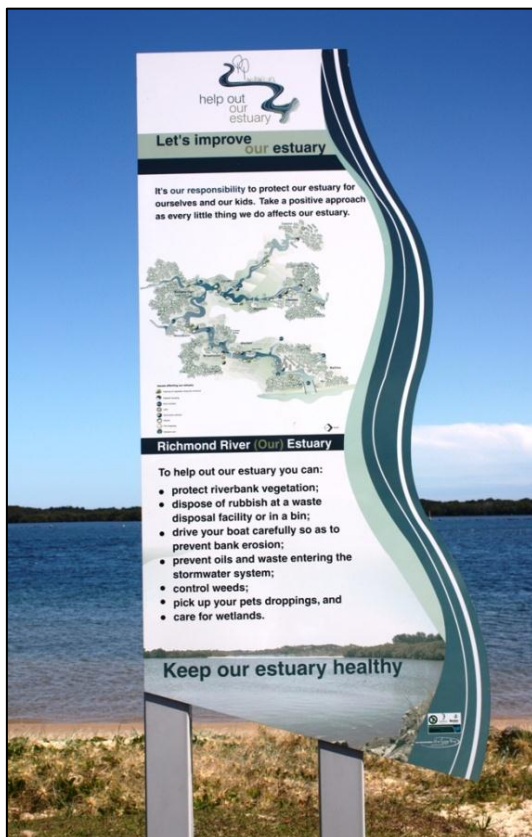 help out
our
estuary
Let's improve
our estuary
It's our responsibility to protect our estuary for
ourselves and our kids. Take a positive approach
as every little thing we do affects our estuary.
Richmond River (Our) Estuary
To help out our estuary you can:
• protect riverbank vegetation;
• dispose of rubbish at a waste
disposal facility or in a bin;
• drive your boat carefully so as to
prevent bank erosion;
• prevent oils and waste entering the
stormwater system;
• control weeds;
• pick up your pets droppings, and
• care for wetlands.
Keep our estuary healthy